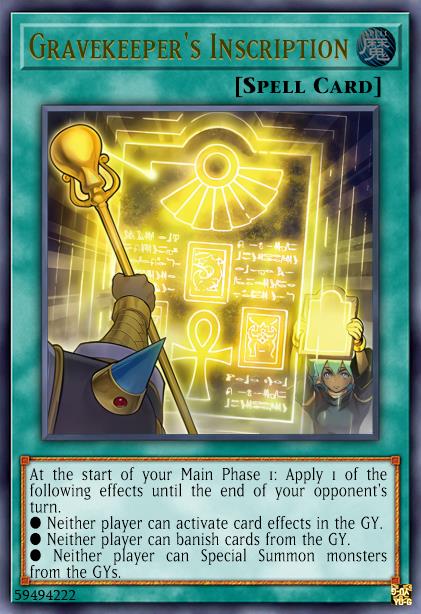 GRAVEKEEPER'S INSCRIPTION
SPELL
魔
[SPELL CARD]
At the start of your Main Phase 1: Apply 1 of the
following effects until the end of your opponent's
turn.
● Neither player can activate card effects in the GY.
● Neither player can banish cards from the GY.
● Neither player can Special Summon monsters
from the GYs.
59494222